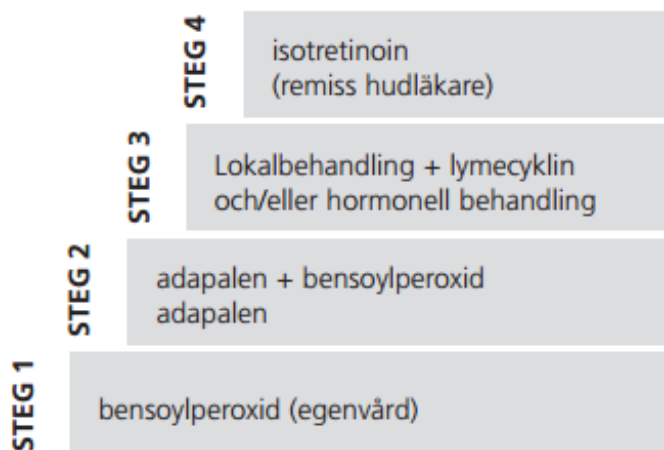 STEG 4
isotretinoin
(remiss hudläkare)
STEG 3
Lokalbehandling + lymecyklin
och/eller hormonell behandling
STEG 2
adapalen + bensoylperoxid
adapalen
STEG 1
bensoylperoxid (egenvård)